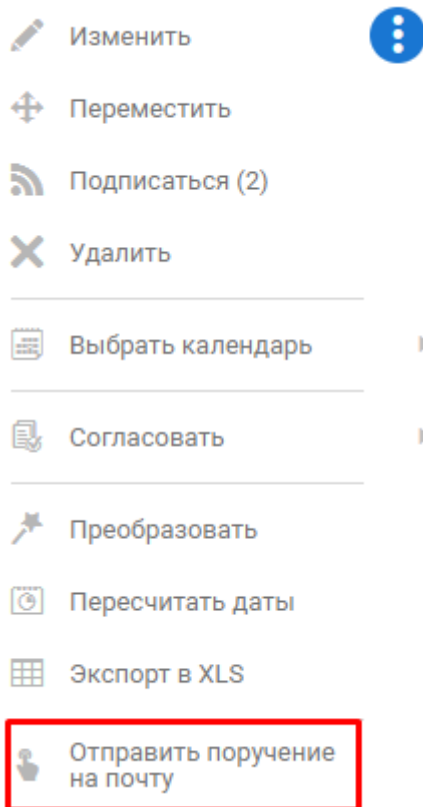 Изменить
Переместить
Подписаться (2)
Удалить
Выбрать календарь
Согласовать
Преобразовать
Пересчитать даты
Экспорт в XLS
Отправить поручение
на почту